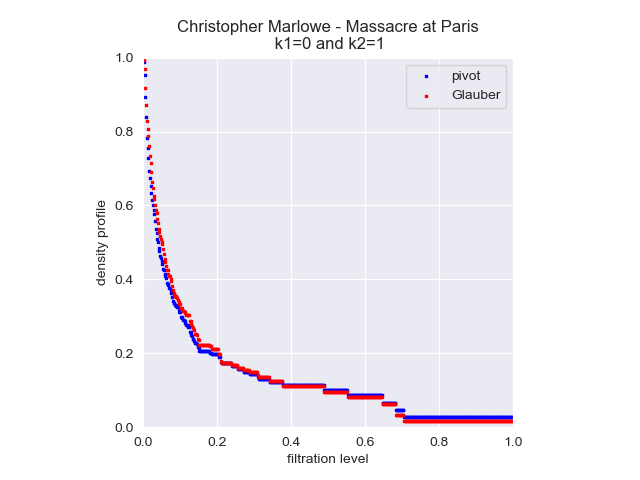 Christopher Marlowe - Massacre at Paris
k1=0 and k2=1
pivot
Glauber
density profile
1.0
0.8
0.6
0.4
0.2
0.0
0.0 0.2 0.4 0.6 0.8 1.0
filtration level